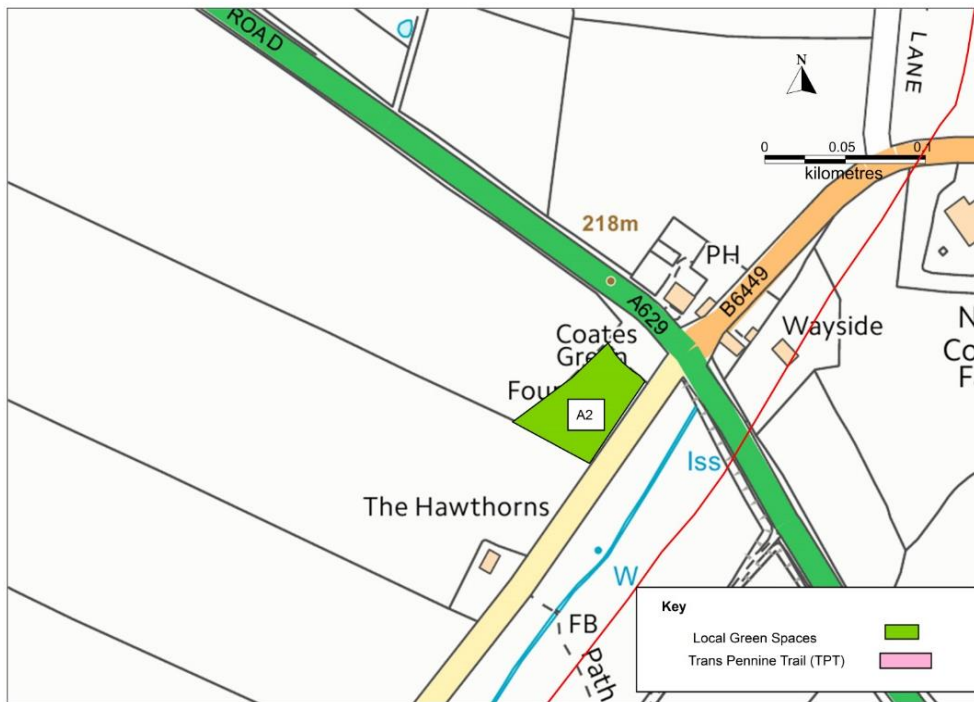 ROAD
LANE
N
0 0.05 0.1
kilometres
218m
PH
A629
B6449
Wayside
Coates
Green
A2
Iss
The Hawthorns
W
FB
Path
Key
Local Green Spaces
Trans Pennine Trail (TPT)